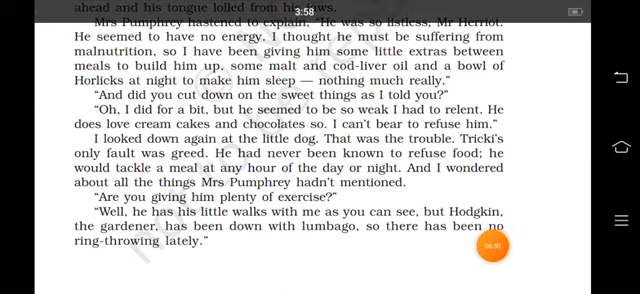 3:58
ahead and his tongue lolled from his jaws.
Mrs Pumphrey hastened to explain, “He was so listless, Mr Herriot.
He seemed to have no energy. I thought he must be suffering from
malnutrition, so I have been giving him some little extras between
meals to build him up, some malt and cod-liver oil and a bowl of
Horlicks at night to make him sleep — nothing much really.”
“And did you cut down on the sweet things as I told you?”
“Oh, I did for a bit, but he seemed to be so weak I had to relent. He
does love cream cakes and chocolates so. I can’t bear to refuse him.”
I looked down again at the little dog. That was the trouble. Tricki’s
only fault was greed. He had never been known to refuse food; he
would tackle a meal at any hour of the day or night. And I wondered
about all the things Mrs Pumphrey hadn’t mentioned.
“Are you giving him plenty of exercise?”
“Well, he has his little walks with me as you can see, but Hodgkin,
the gardener, has been down with lumbago, so there has been no
ring-throwing lately.”